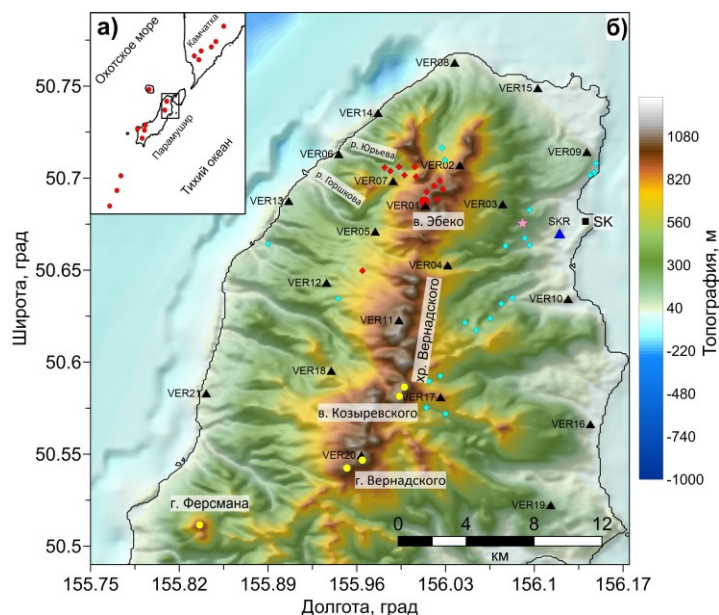 а)
Охотское море
Камчатка
Парамушир
Тихий океан
б)
VER08
VER15
VER14
р. Юрьева
VER06
VER02
VER09
VER07
р. Горшкова
VER13
VER01
VER03
SKR
SK
в. Эбеко
VER05
VER04
VER12
VER10
VER11
хр. Вернадского
VER18
VER21
VER17
в. Козыревского
VER16
VER20
г. Вернадского
г. Ферсмана
VER19
0 4 8 12
км
50.75
50.7
50.65
50.6
50.55
50.5
Широта, град
155.75 155.82 155.89 155.96 156.03 156.1 156.17
Долгота, град
1080
860
640
520
300
40
-220
-480
-740
-1000
Топография, м